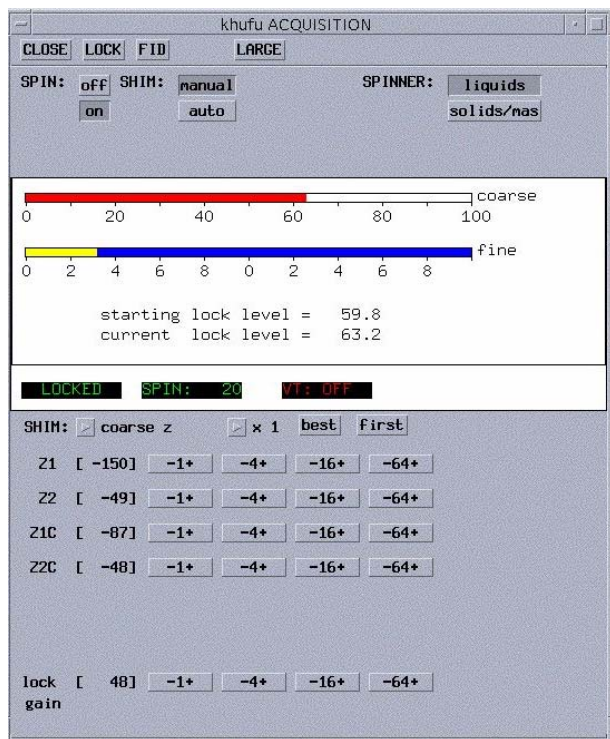 khufu ACQUISITION
CLOSE LOCK FID LARGE
SPIN: off SHIM: manual SPINNER: liquids
on auto solids/mas
coarse
0 20 40 60 80 100
fine
0 2 4 6 8 0 2 4 6 8
starting lock level = 59.8
current lock level = 63.2
LOCKED SPIN: 20 VT: OFF
SHIM: coarse z x 1 best first
Z1 [ -150] -1+ -4+ -16+ -64+
Z2 [ -49] -1+ -4+ -16+ -64+
Z1C [ -87] -1+ -4+ -16+ -64+
Z2C [ -48] -1+ -4+ -16+ -64+
lock [ 48] -1+ -4+ -16+ -64+
gain